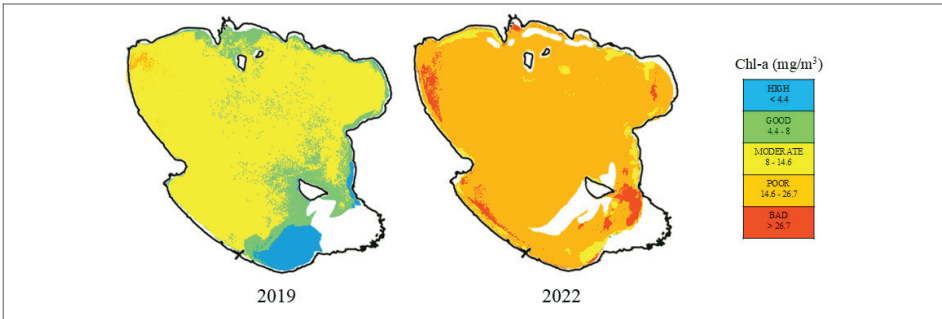 Chl-a (mg/m³)
HIGH
< 4.4
GOOD
4.4 - 8
MODERATE
8 - 14.6
POOR
14.6 - 26.7
BAD
> 26.7
2019
2022